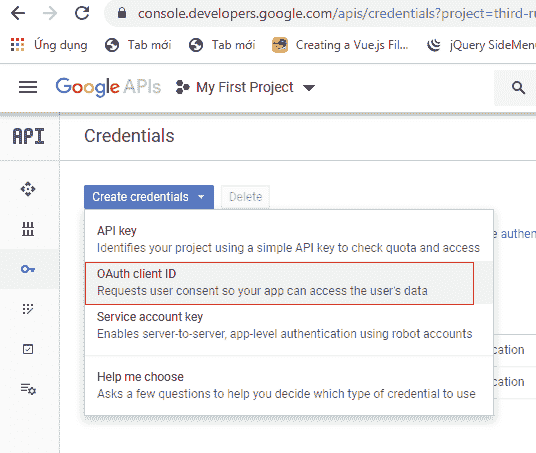 console.developers.google.com/apis/credentials?project=third-ru
Ứng dụng Tab mới Tab mới Creating a Vue.js Fil... jQuery SideMen
Google APIs My First Project
API Credentials
Create credentials Delete
API key
Identifies your project using a simple API key to check quota and access
e authen
OAuth client ID
Requests user consent so your app can access the user's data
Service account key
Enables server-to-server, app-level authentication using robot accounts
cation
Help me choose
cation
Asks a few questions to help you decide which type of credential to use